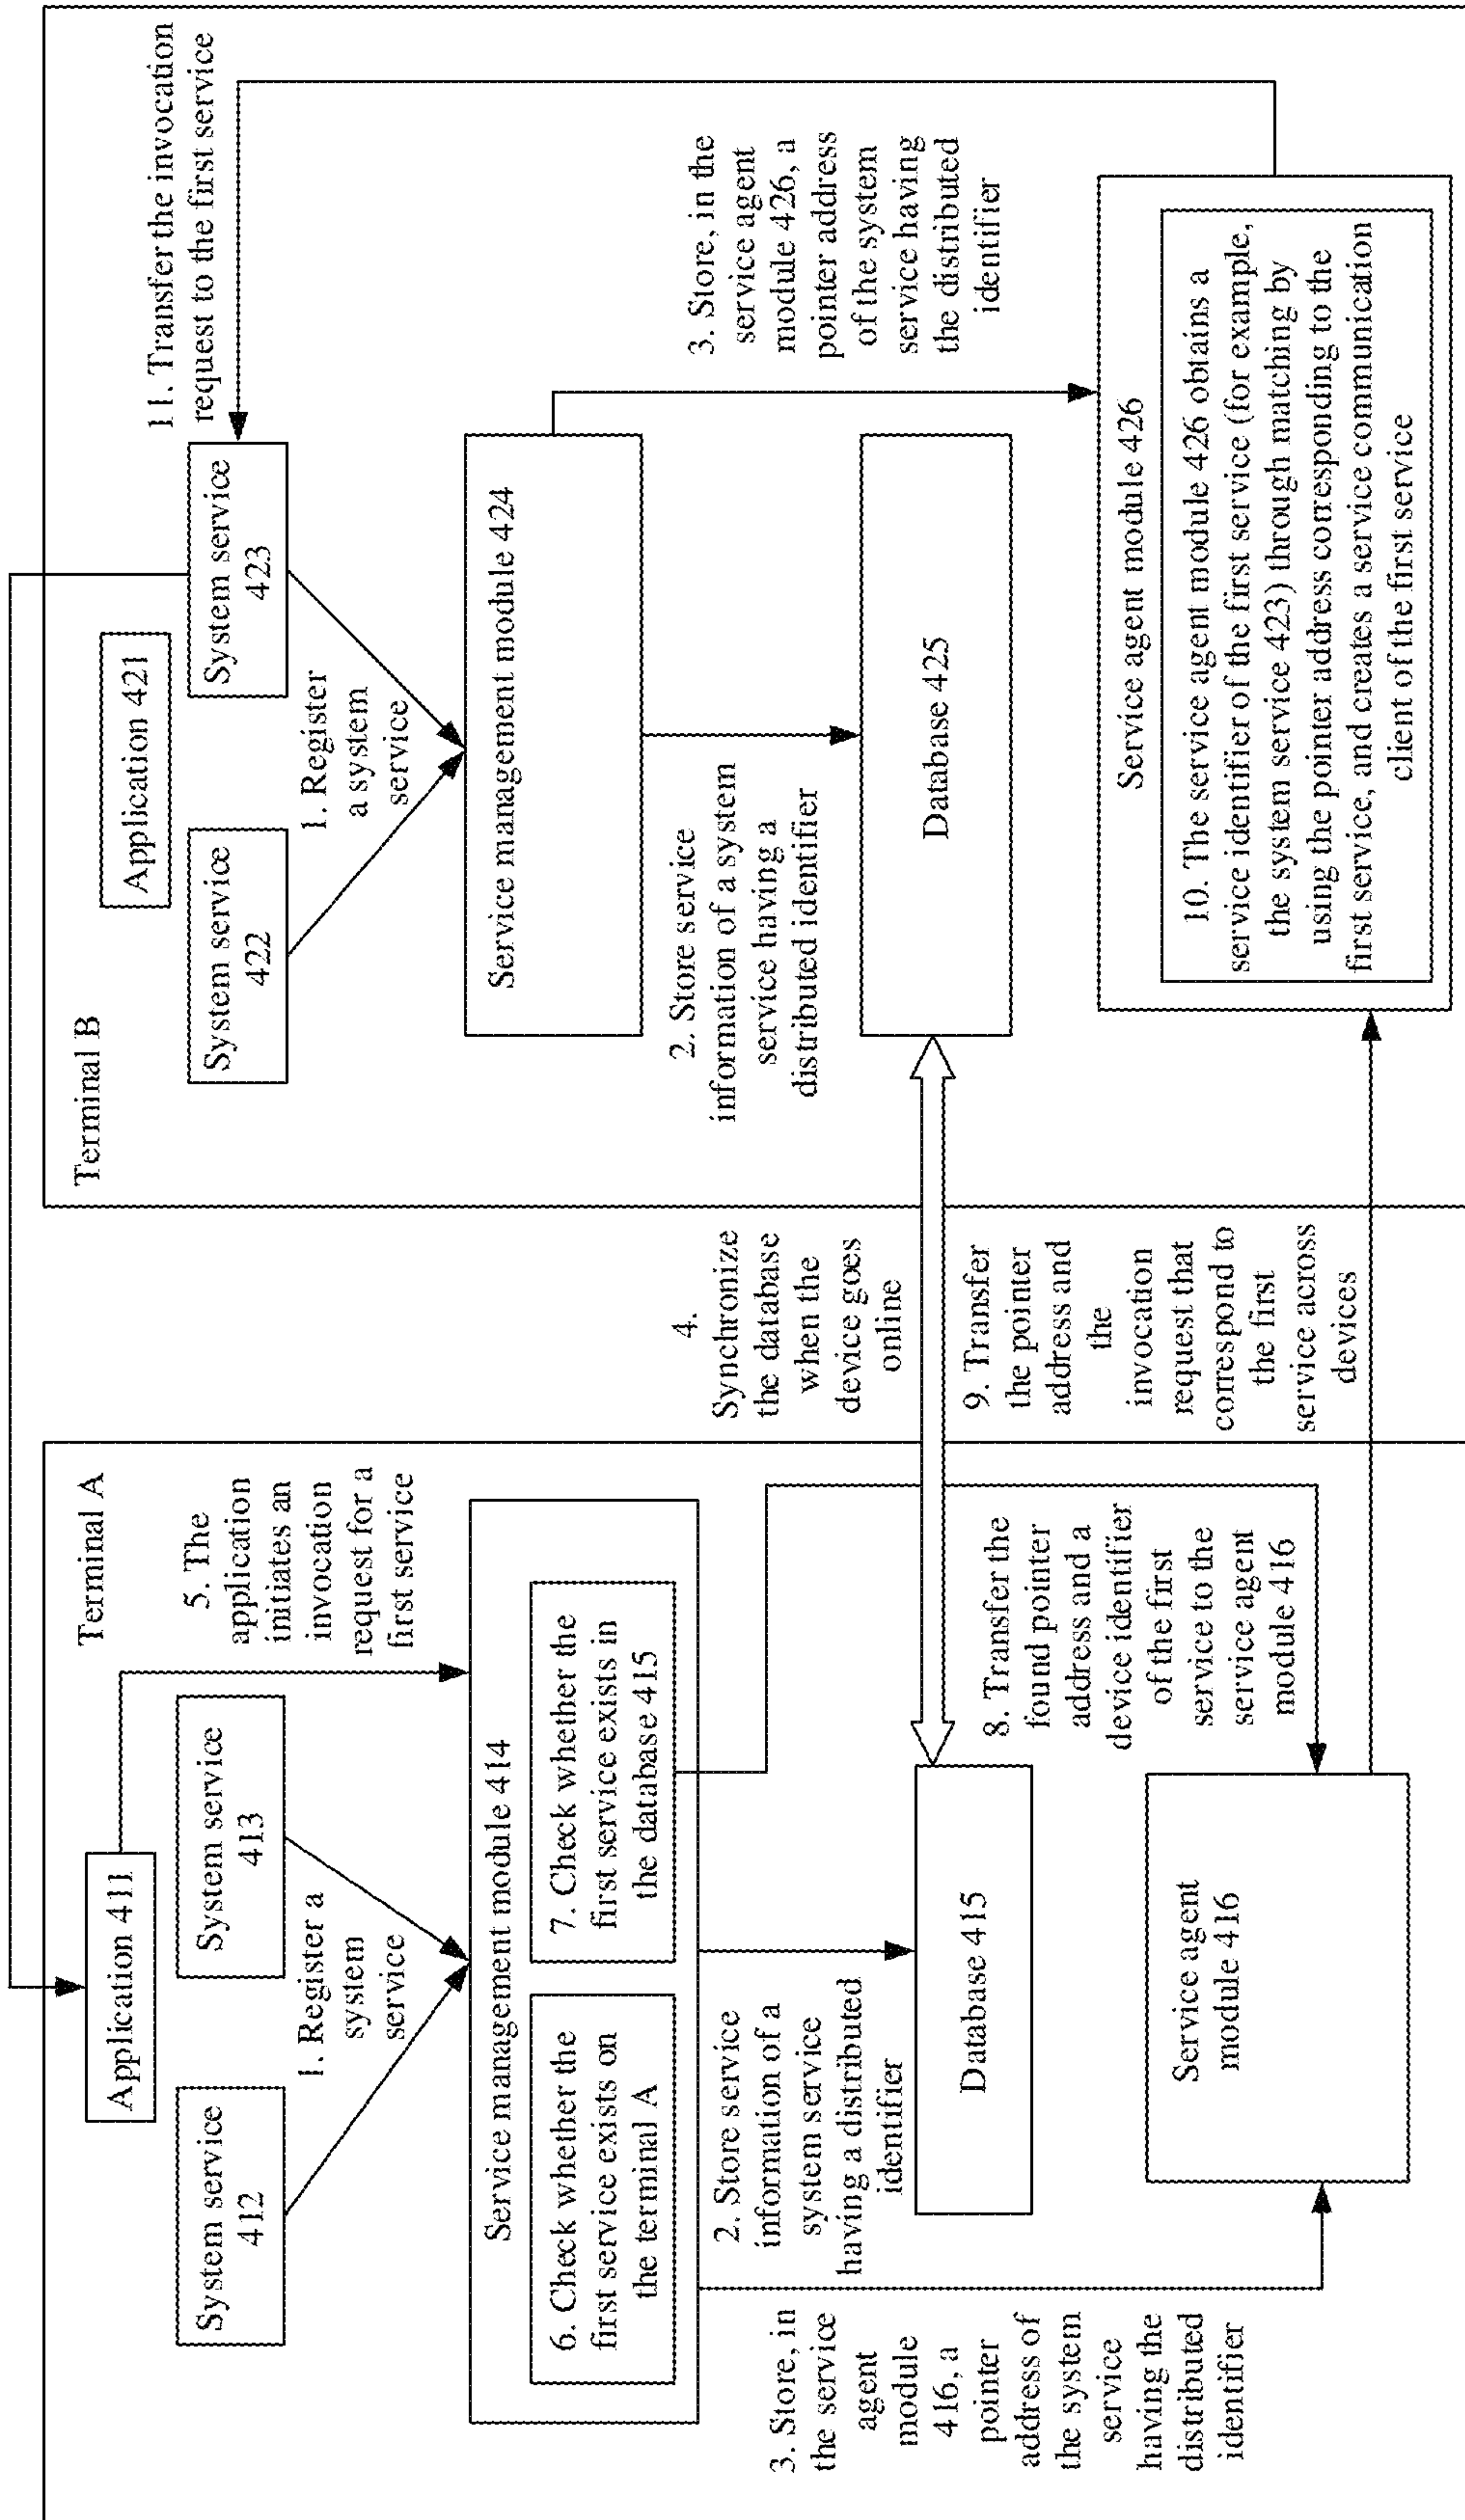 Terminal A
Application 411
System service
412
System service
413
1. Register a
system
service
5. The
application
initiates an
invocation
request for a
first service
Service management module 414
6. Check whether the
first service exists on
the terminal A
7. Check whether the
first service exists in
the database 415
2. Store service
information of a
system service
having a distributed
identifier
3. Store, in
the service
agent
module
416, a
pointer
address of
the system
service
having the
distributed
identifier
Database 415
8. Transfer the
found pointer
address and a
device identifier
of the first
service to the
service agent
module 416
Service agent
module 416
4.
Synchronize
the database
when the
device goes
online
9. Transfer
the pointer
address and
the
invocation
request that
correspond to
the first
service across
devices
Terminal B
Application 421
System service
422
System service
423
1. Register
a system
service
11. Transfer the invocation
request to the first service
Service management module 424
2. Store service
information of a system
service having a
distributed identifier
3. Store, in the
service agent
module 426, a
pointer address
of the system
service having
the distributed
identifier
Database 425
Service agent module 426
10. The service agent module 426 obtains a
service identifier of the first service (for example,
the system service 423) through matching by
using the pointer address corresponding to the
first service, and creates a service communication
client of the first service